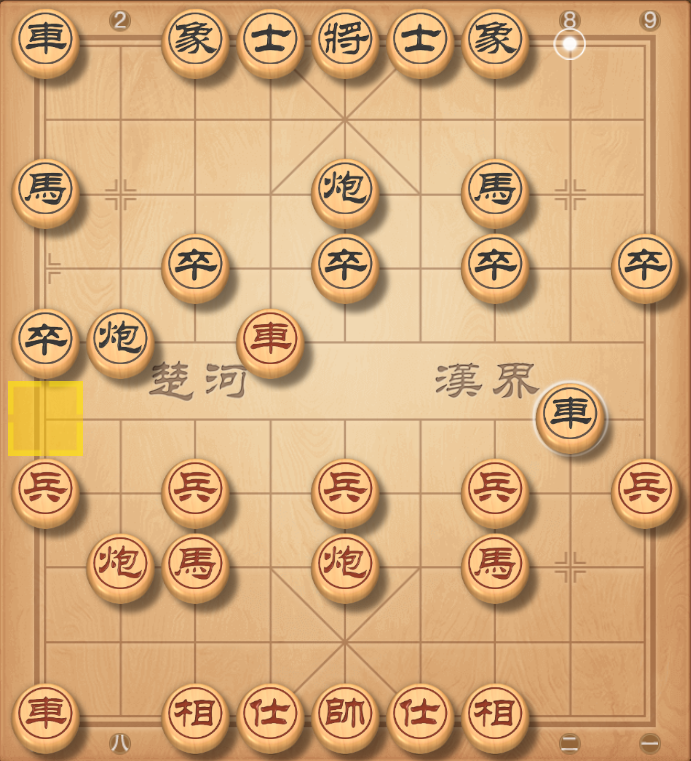 2 8 9
車 象 士 將 士 象
馬 炮 馬
卒 卒 卒 卒
卒 炮 車
楚河 漢界
車
兵 兵 兵 兵 兵
炮 馬 炮 馬
車 相 仕 帥 仕 相
八 二 一